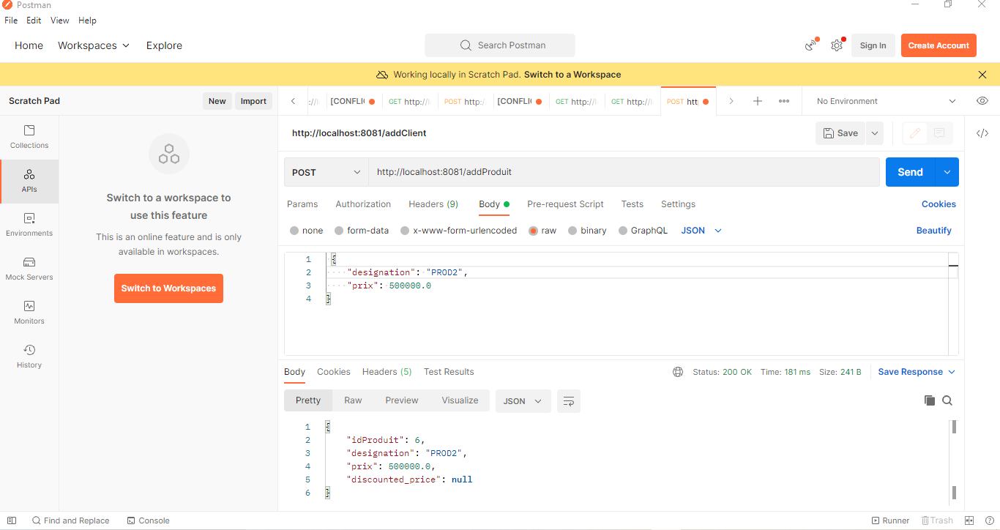 Postman
File Edit View Help
Home Workspaces Explore Search Postman Sign In Create Account
Working locally in Scratch Pad. Switch to a Workspace
Scratch Pad New Import
[CONFLI GET http:// POST http:/ [CONFLI GET http:// GET http:// POST htt No Environment
http://localhost:8081/addClient Save
Collections
APIs
Environments
Mock Servers
Monitors
History
Switch to a workspace to
use this feature
This is an online feature and is only
available in workspaces.
Switch to Workspaces
POST http://localhost:8081/addProduit Send
Params Authorization Headers (9) Body Pre-request Script Tests Settings Cookies
none form-data x-www-form-urlencoded raw binary GraphQL JSON Beautify
1 {
2 "designation": "PROD2",
3 "prix": 500000.0
4 }
Body Cookies Headers (5) Test Results Status: 200 OK Time: 181 ms Size: 241 B Save Response
Pretty Raw Preview Visualize JSON
1 {
2 "idProduit": 6,
3 "designation": "PROD2",
4 "prix": 500000.0,
5 "discounted_price": null
6 }
Find and Replace Console Runner Trash